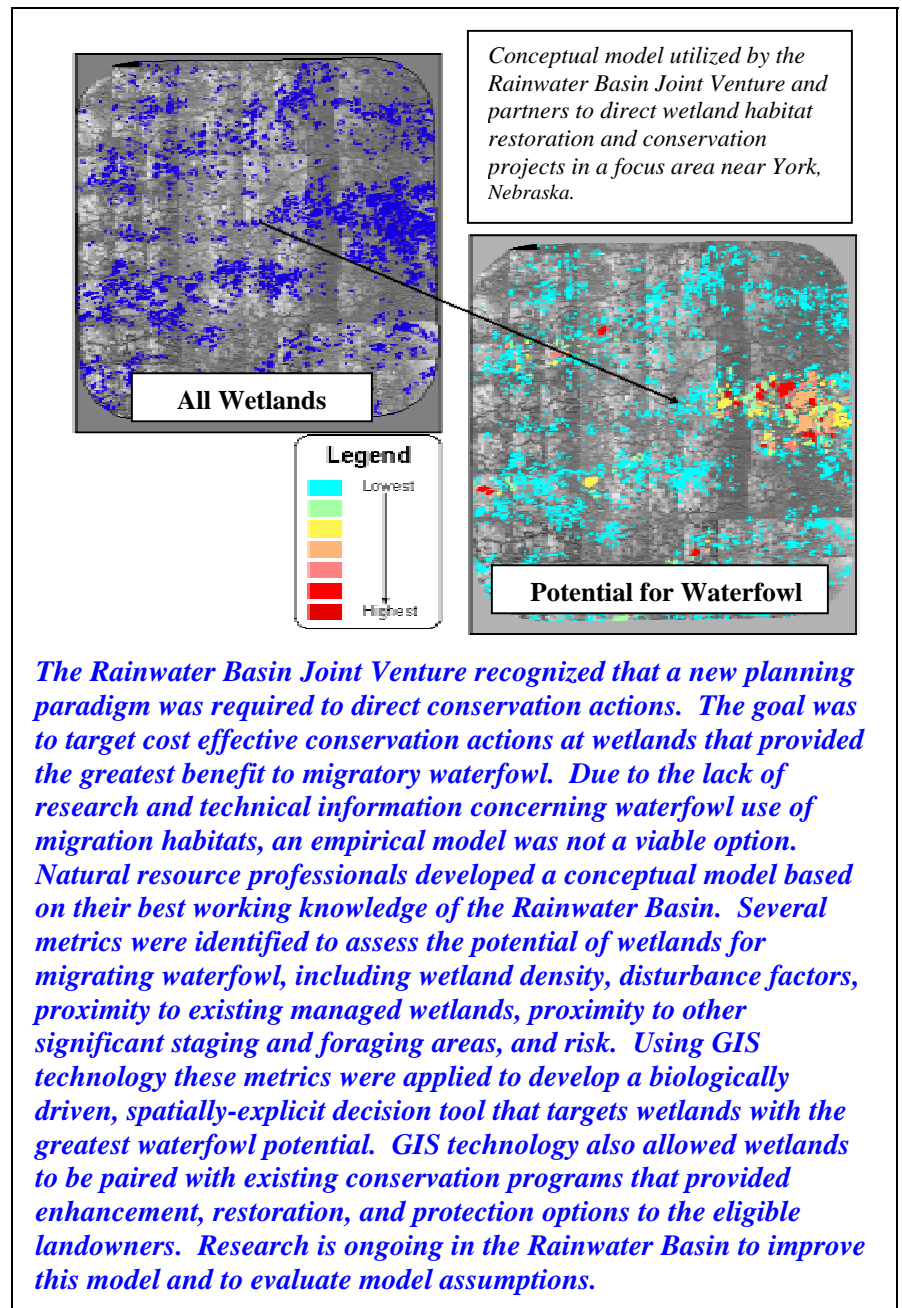 Conceptual model utilized by the
Rainwater Basin Joint Venture and
partners to direct wetland habitat
restoration and conservation
projects in a focus area near York,
Nebraska.
All Wetlands
Legend
Lowest
Highest
Potential for Waterfowl
The Rainwater Basin Joint Venture recognized that a new planning
paradigm was required to direct conservation actions.  The goal was
to target cost effective conservation actions at wetlands that provided
the greatest benefit to migratory waterfowl.  Due to the lack of
research and technical information concerning waterfowl use of
migration habitats, an empirical model was not a viable option.
Natural resource professionals developed a conceptual model based
on their best working knowledge of the Rainwater Basin.  Several
metrics were identified to assess the potential of wetlands for
migrating waterfowl, including wetland density, disturbance factors,
proximity to existing managed wetlands, proximity to other
significant staging and foraging areas, and risk.  Using GIS
technology these metrics were applied to develop a biologically
driven, spatially-explicit decision tool that targets wetlands with the
greatest waterfowl potential.  GIS technology also allowed wetlands
to be paired with existing conservation programs that provided
enhancement, restoration, and protection options to the eligible
landowners.  Research is ongoing in the Rainwater Basin to improve
this model and to evaluate model assumptions.